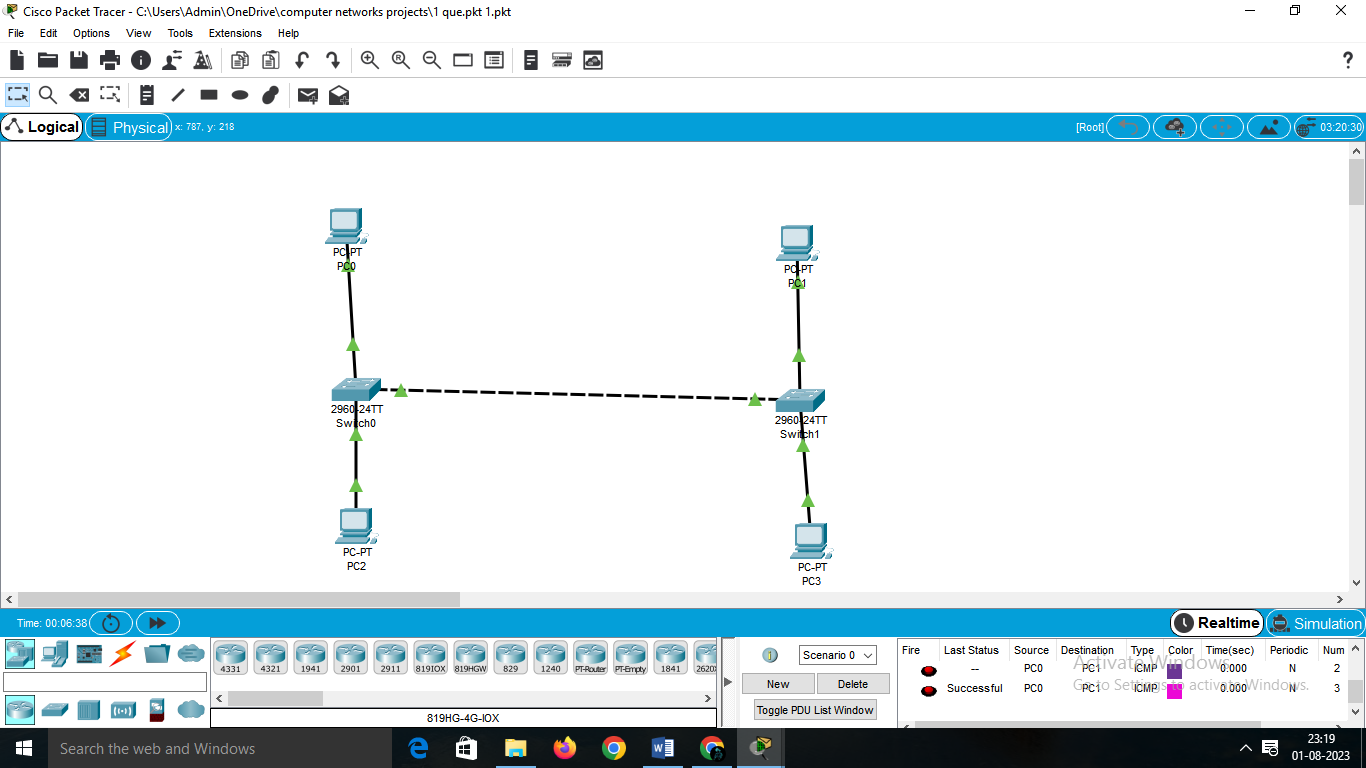 Cisco Packet Tracer - C:\Users\Admin\OneDrive\computer networks projects\1 que.pkt 1.pkt
File Edit Options View Tools Extensions Help
?
Logical Physical x: 787, y: 218 [Root] 03:20:30
PC-PT
PC0
PC-PT
PC1
2960-24TT
Switch0
2960-24TT
Switch1
PC-PT
PC2
PC-PT
PC3
Time: 00:06:38 Realtime Simulation
4331 4321 1941 2901 2911 819IOX 819HGW 829 1240 PT-Router PT-Empty 1841 2620X
819HG-4G-IOX
Scenario 0
New Delete
Toggle PDU List Window
Fire Last Status Source Destination Type Color Time(sec) Periodic Num
-- PC0 PC1 ICMP 0.000 N 2
Successful PC0 PC1 ICMP 0.000 N 3
Activate Windows
Go to Settings to activate Windows.
Search the web and Windows
23:19
01-08-2023